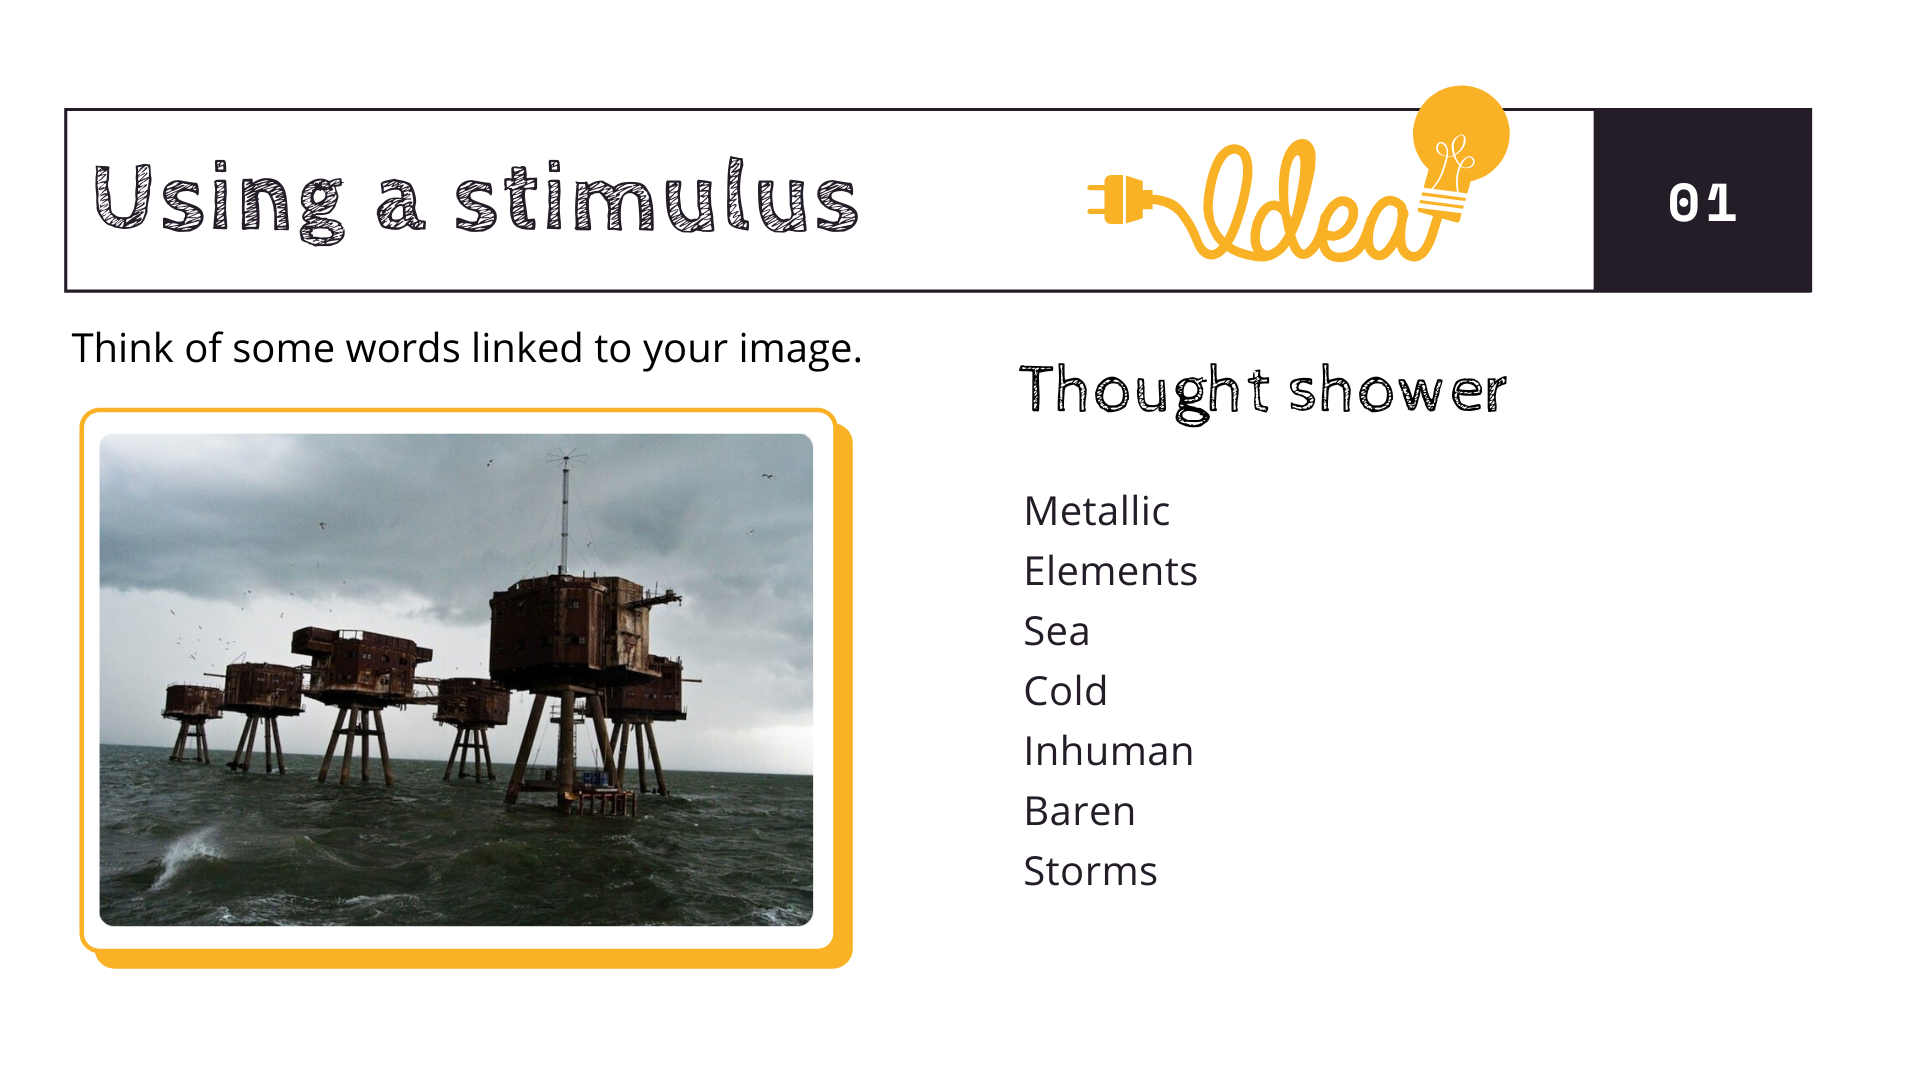 Using a stimulus
Idea
01
Think of some words linked to your image.
Thought shower
Metallic
Elements
Sea
Cold
Inhuman
Baren
Storms